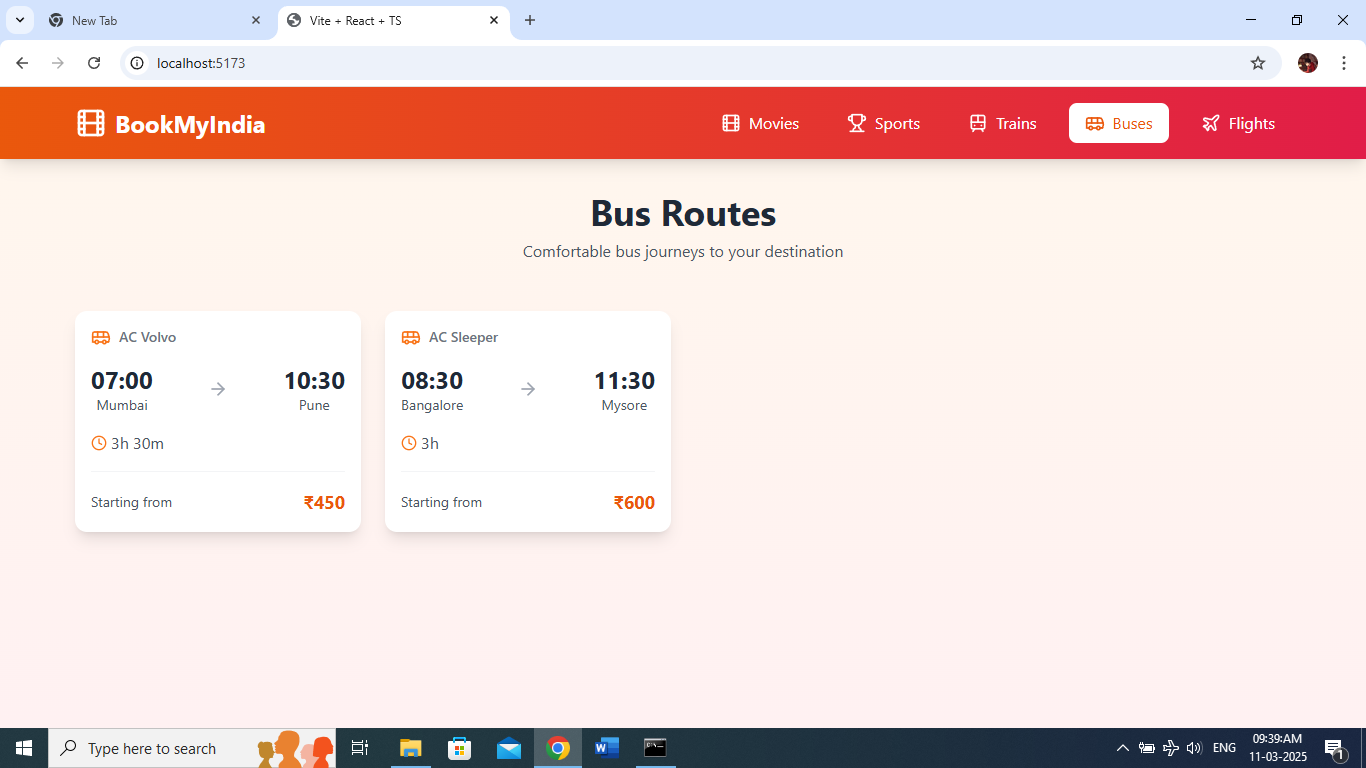 New Tab
Vite + React + TS
localhost:5173
BookMyIndia
Movies
Sports
Trains
Buses
Flights
Bus Routes
Comfortable bus journeys to your destination
AC Volvo
07:00
10:30
Mumbai
Pune
3h 30m
Starting from
₹450
AC Sleeper
08:30
11:30
Bangalore
Mysore
3h
Starting from
₹600
Type here to search
ENG
09:39:AM
11-03-2025
1